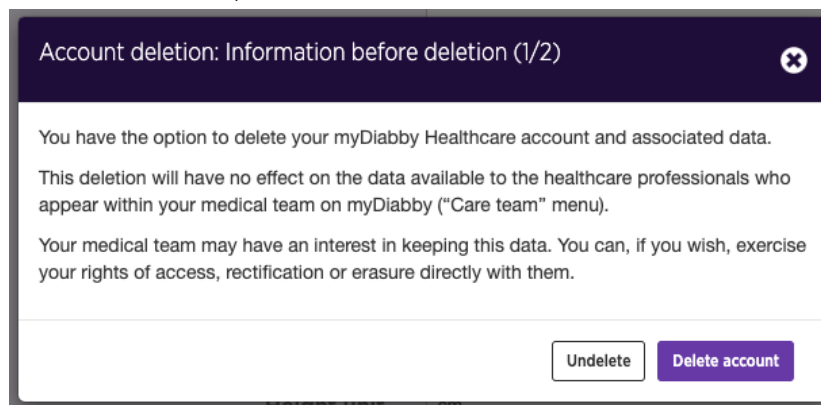 Account deletion: Information before deletion (1/2)
You have the option to delete your myDiabby Healthcare account and associated data.
This deletion will have no effect on the data available to the healthcare professionals who
appear within your medical team on myDiabby (“Care team” menu).
Your medical team may have an interest in keeping this data. You can, if you wish, exercise
your rights of access, rectification or erasure directly with them.
Undelete
Delete account